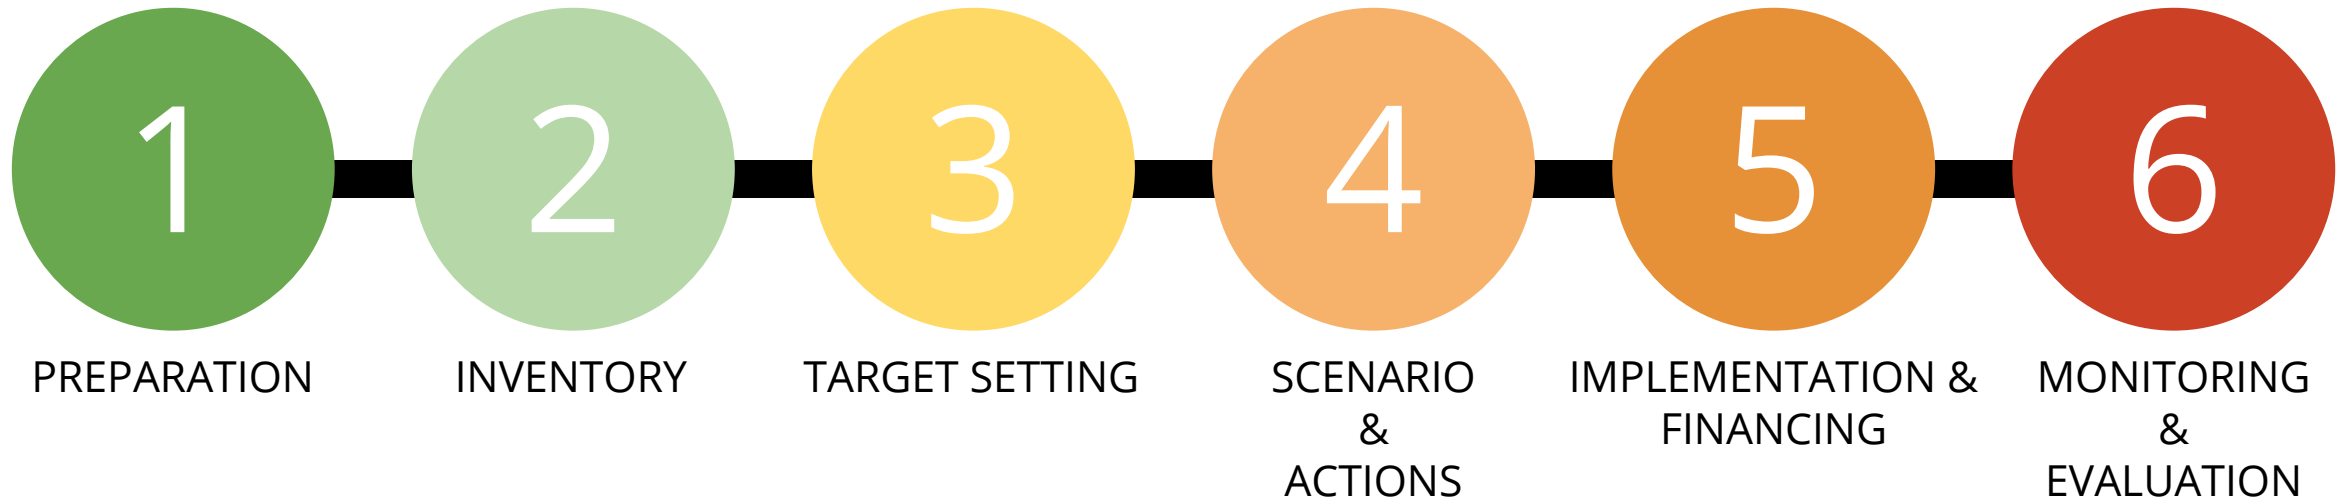 1
2
3
4
5
6
PREPARATION
INVENTORY
TARGET SETTING
SCENARIO
&
ACTIONS
IMPLEMENTATION &
FINANCING
MONITORING
&
EVALUATION